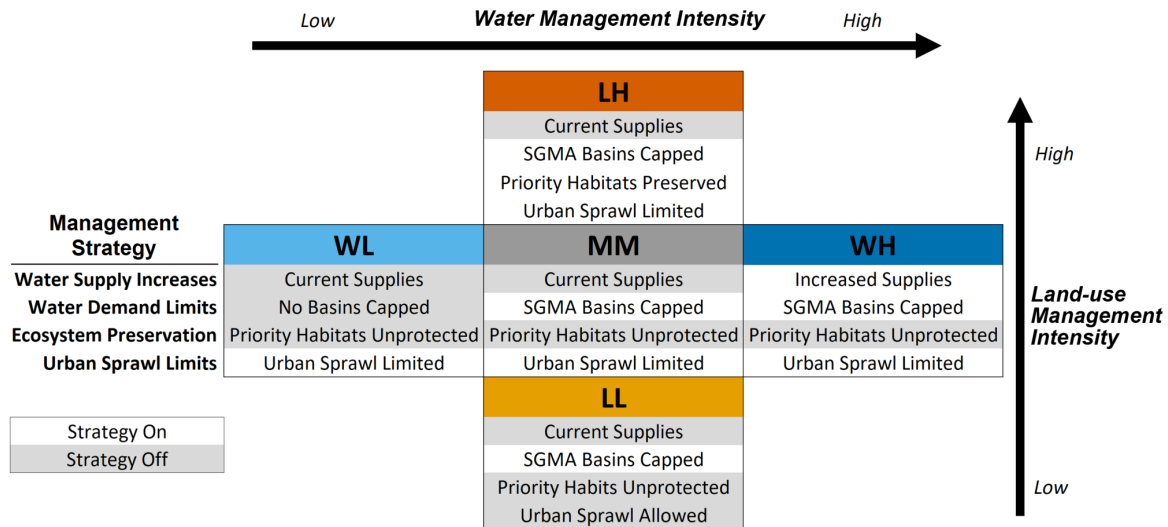 Water Management Intensity
Low
High
LH
Current Supplies
SGMA Basins Capped
Priority Habitats Preserved
Urban Sprawl Limited
High
Management
Strategy
WL
MM
WH
Water Supply Increases
Current Supplies
Current Supplies
Increased Supplies
Water Demand Limits
No Basins Capped
SGMA Basins Capped
SGMA Basins Capped
Ecosystem Preservation
Priority Habitats Unprotected
Priority Habitats Unprotected
Priority Habitats Unprotected
Urban Sprawl Limits
Urban Sprawl Limited
Urban Sprawl Limited
Urban Sprawl Limited
Land-use
Management
Intensity
LL
Current Supplies
SGMA Basins Capped
Priority Habits Unprotected
Urban Sprawl Allowed
Low
Strategy On
Strategy Off